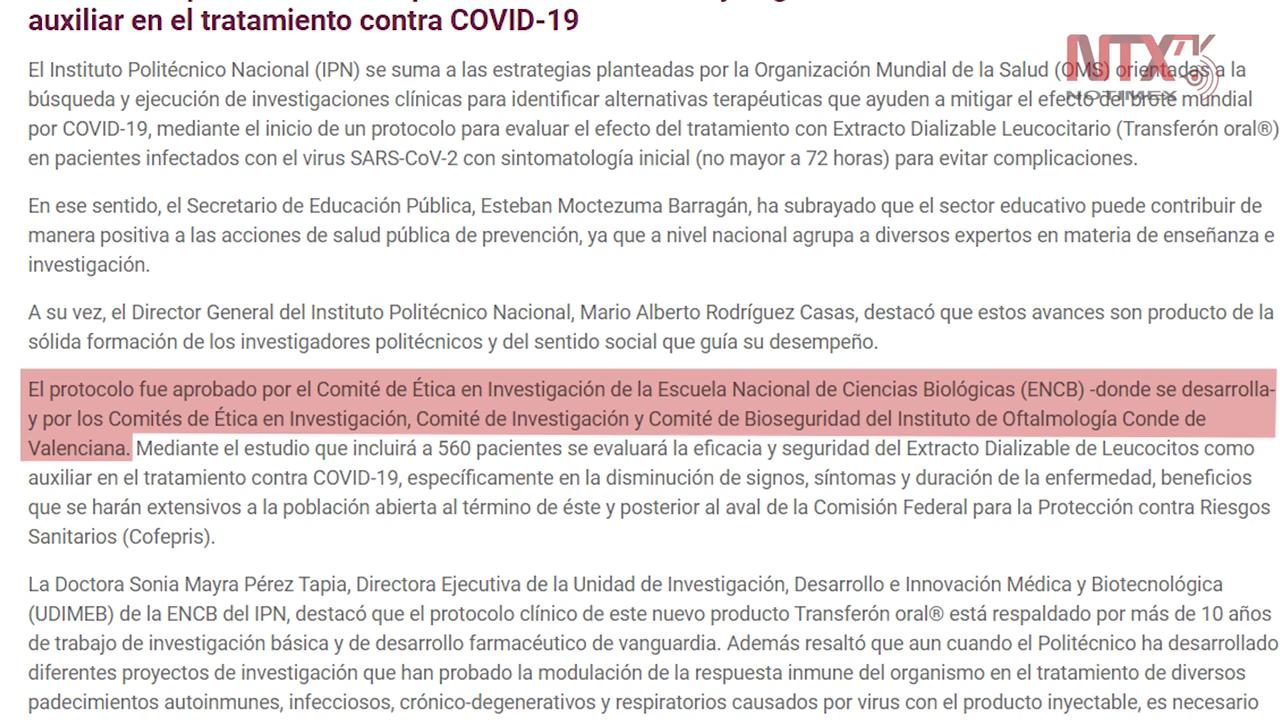 auxiliar en el tratamiento contra COVID-19
NTX
NOTIMEX
El Instituto Politécnico Nacional (IPN) se suma a las estrategias planteadas por la Organización Mundial de la Salud (OMS) orientadas a la
búsqueda y ejecución de investigaciones clínicas para identificar alternativas terapéuticas que ayuden a mitigar el efecto del brote mundial
por COVID-19, mediante el inicio de un protocolo para evaluar el efecto del tratamiento con Extracto Dializable Leucocitario (Transferón oral®)
en pacientes infectados con el virus SARS-CoV-2 con sintomatología inicial (no mayor a 72 horas) para evitar complicaciones.
En ese sentido, el Secretario de Educación Pública, Esteban Moctezuma Barragán, ha subrayado que el sector educativo puede contribuir de
manera positiva a las acciones de salud pública de prevención, ya que a nivel nacional agrupa a diversos expertos en materia de enseñanza e
investigación.
A su vez, el Director General del Instituto Politécnico Nacional, Mario Alberto Rodríguez Casas, destacó que estos avances son producto de la
sólida formación de los investigadores politécnicos y del sentido social que guía su desempeño.
El protocolo fue aprobado por el Comité de Ética en Investigación de la Escuela Nacional de Ciencias Biológicas (ENCB) -donde se desarrolla-
y por los Comités de Ética en Investigación, Comité de Investigación y Comité de Bioseguridad del Instituto de Oftalmología Conde de
Valenciana. Mediante el estudio que incluirá a 560 pacientes se evaluará la eficacia y seguridad del Extracto Dializable de Leucocitos como
auxiliar en el tratamiento contra COVID-19, específicamente en la disminución de signos, síntomas y duración de la enfermedad, beneficios
que se harán extensivos a la población abierta al término de éste y posterior al aval de la Comisión Federal para la Protección contra Riesgos
Sanitarios (Cofepris).
La Doctora Sonia Mayra Pérez Tapia, Directora Ejecutiva de la Unidad de Investigación, Desarrollo e Innovación Médica y Biotecnológica
(UDIMEB) de la ENCB del IPN, destacó que el protocolo clínico de este nuevo producto Transferón oral® está respaldado por más de 10 años
de trabajo de investigación básica y de desarrollo farmacéutico de vanguardia. Además resaltó que aun cuando el Politécnico ha desarrollado
diferentes proyectos de investigación que han probado la modulación de la respuesta inmune del organismo en el tratamiento de diversos
padecimientos autoinmunes, infecciosos, crónico-degenerativos y respiratorios causados por virus con el producto inyectable, es necesario